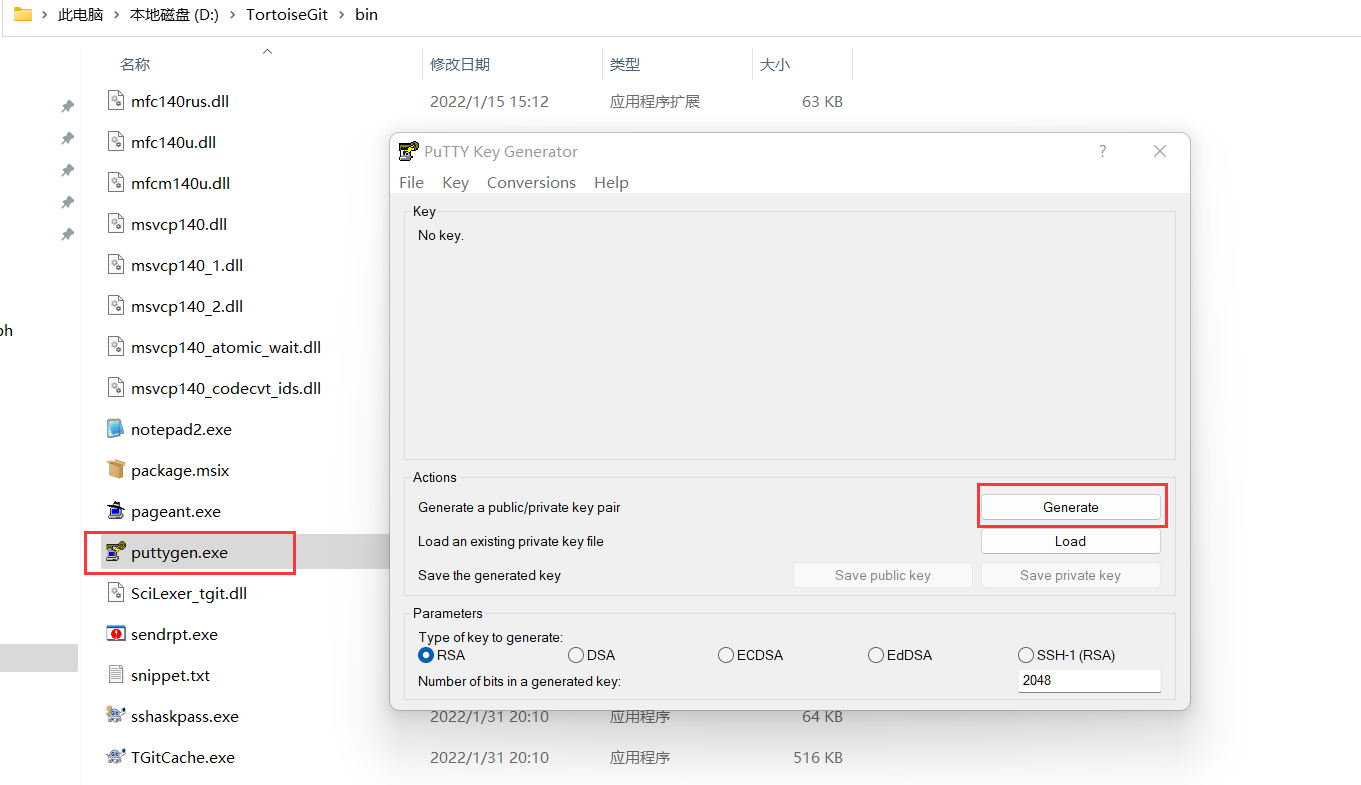 此电脑 > 本地磁盘 (D:) > TortoiseGit > bin
名称 修改日期 类型 大小
mfc140rus.dll 2022/1/15 15:12 应用程序扩展 63 KB
mfc140u.dll
mfcm140u.dll
msvcp140.dll
msvcp140_1.dll
msvcp140_2.dll
ph
msvcp140_atomic_wait.dll
msvcp140_codecvt_ids.dll
notepad2.exe
package.msix
pageant.exe
puttygen.exe
SciLexer_tgit.dll
sendrpt.exe
snippet.txt
sshaskpass.exe 2022/1/31 20:10 应用程序 64 KB
TGitCache.exe 2022/1/31 20:10 应用程序 516 KB
PuTTY Key Generator ?
File Key Conversions Help
Key
No key.
Actions
Generate a public/private key pair Generate
Load an existing private key file Load
Save the generated key Save public key Save private key
Parameters
Type of key to generate:
RSA DSA ECDSA EdDSA SSH-1 (RSA)
Number of bits in a generated key: 2048